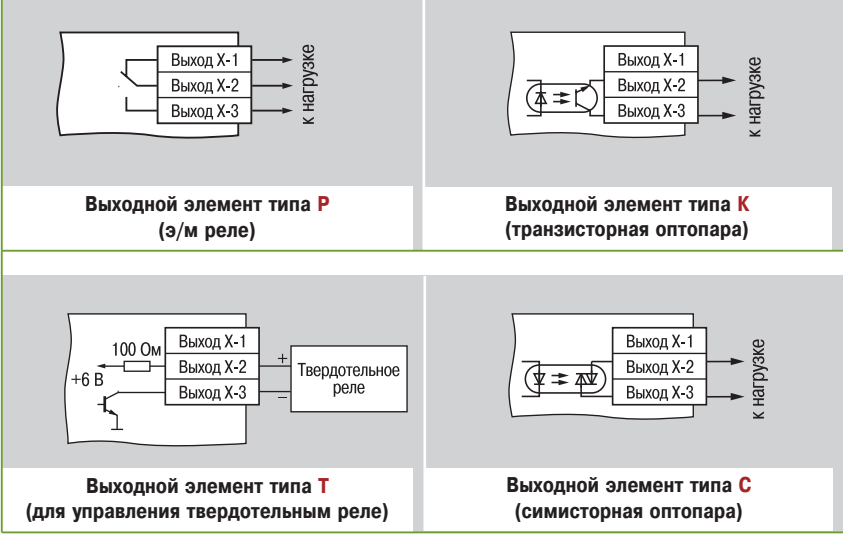 Выход X-1
Выход X-2
Выход X-3
к нагрузке
Выходной элемент типа Р
(э/м реле)
Выход X-1
Выход X-2
Выход X-3
к нагрузке
Выходной элемент типа К
(транзисторная оптопара)
100 Ом
+6 В
Выход X-1
Выход X-2
Выход X-3
+
–
Твердотельное
реле
Выходной элемент типа Т
(для управления твердотельным реле)
Выход X-1
Выход X-2
Выход X-3
к нагрузке
Выходной элемент типа С
(симисторная оптопара)